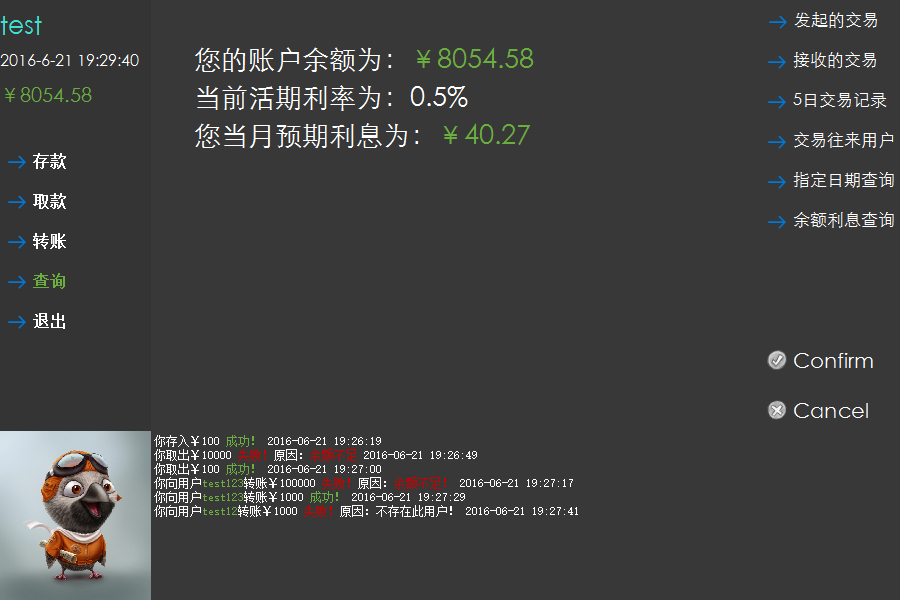 test
2016-6-21 19:29:40
￥8054.58
存款
取款
转账
查询
退出
您的账户余额为：￥8054.58
当前活期利率为：0.5%
您当月预期利息为：￥40.27
发起的交易
接收的交易
5日交易记录
交易往来用户
指定日期查询
余额利息查询
Confirm
Cancel
你存入￥100 成功! 2016-06-21 19:26:19
你取出￥10000 失败! 原因：余额不足 2016-06-21 19:26:49
你取出￥100 成功! 2016-06-21 19:27:00
你向用户test123转账￥100000 失败! 原因：余额不足! 2016-06-21 19:27:17
你向用户test123转账￥1000 成功! 2016-06-21 19:27:29
你向用户test12转账￥1000 失败! 原因：不存在此用户! 2016-06-21 19:27:41